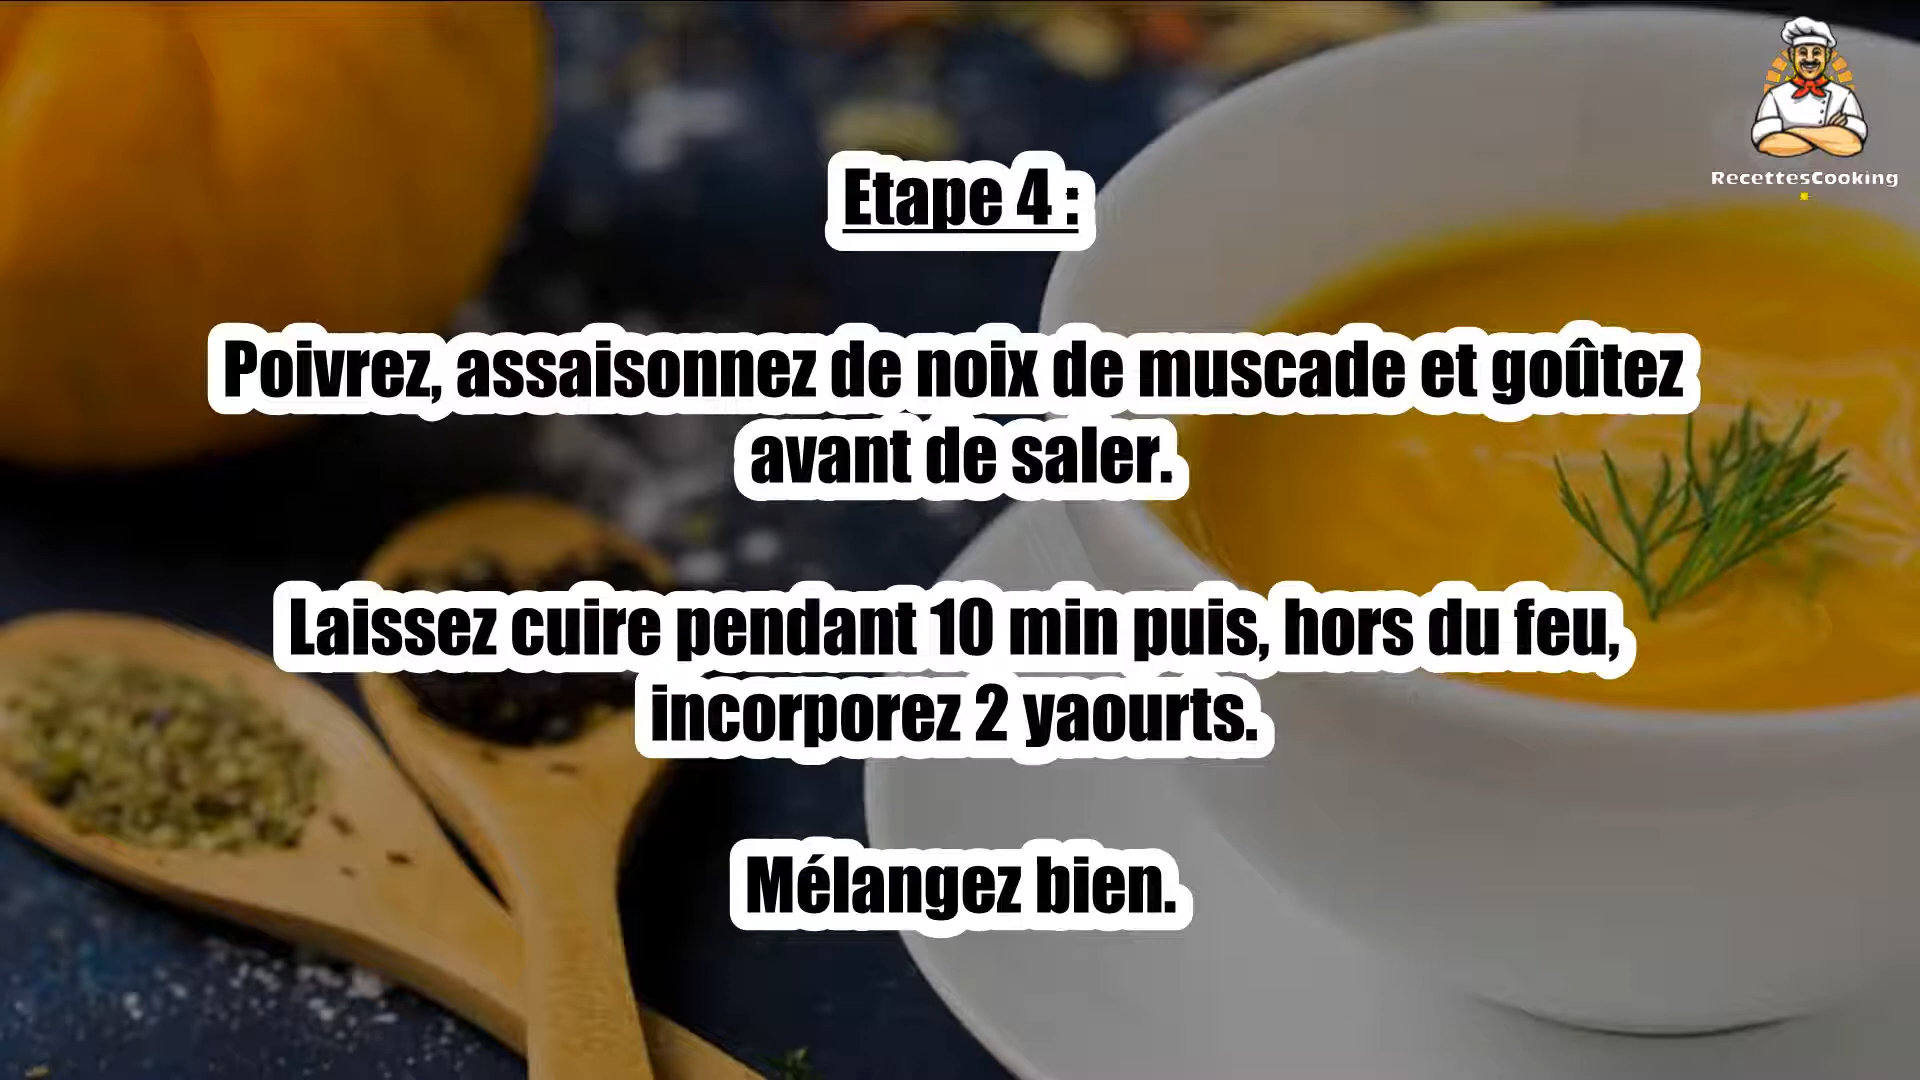 RecettesCooking
Etape 4 :
Poivrez, assaisonnez de noix de muscade et goûtez
avant de saler.
Laissez cuire pendant 10 min puis, hors du feu,
incorporez 2 yaourts.
Mélangez bien.